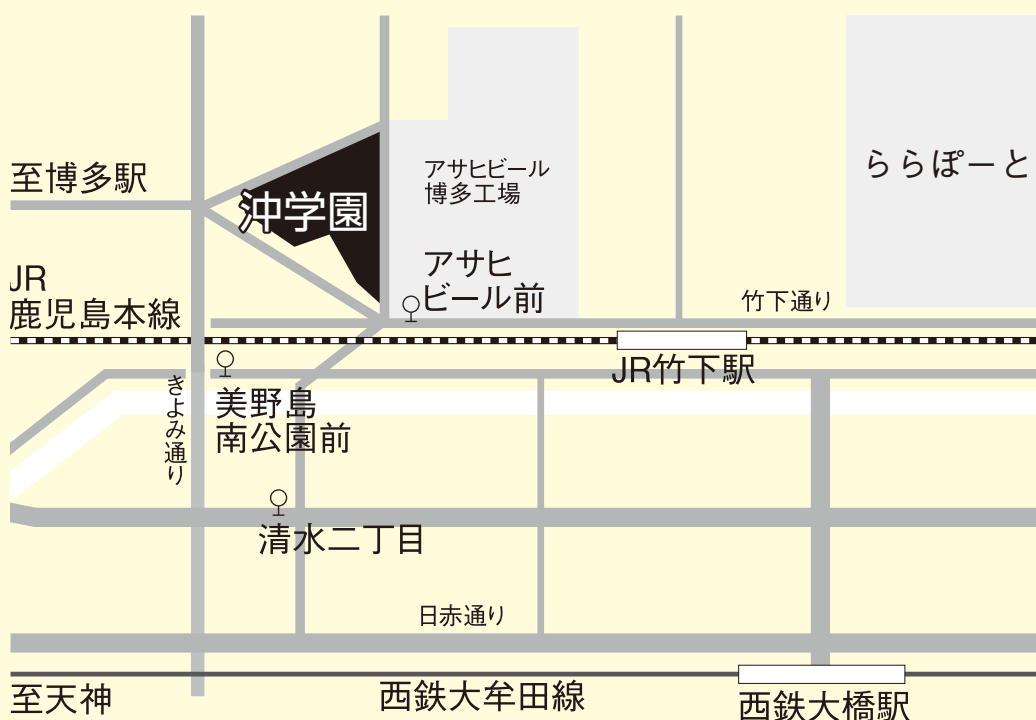 至博多駅
沖学園
アサヒビール
博多工場
ららぽーと
アサヒ
ビール前
JR
鹿児島本線
竹下通り
JR竹下駅
きよみ通り
美野島
南公園前
清水二丁目
日赤通り
至天神
西鉄大牟田線
西鉄大橋駅